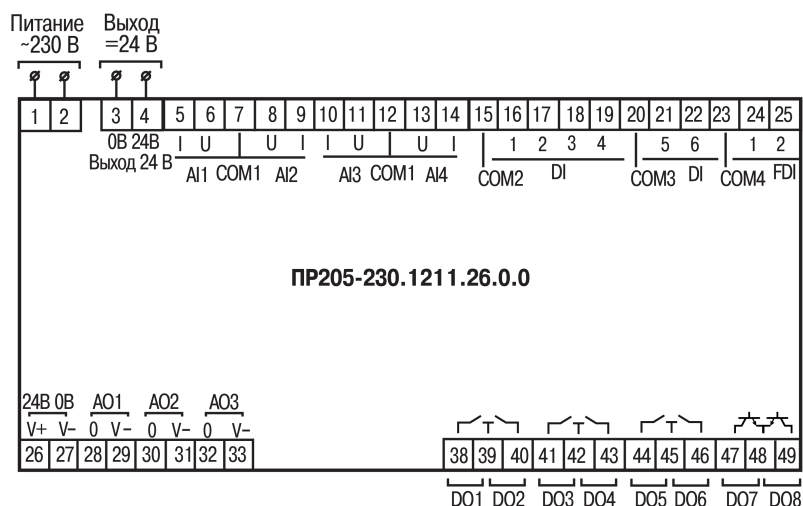 Питание Выход
~230 В =24 В
1 2 3 4 5 6 7 8 9 10 11 12 13 14 15 16 17 18 19 20 21 22 23 24 25
0В 24В I U U I I U U I 1 2 3 4 5 6 1 2
Выход 24 В AI1 COM1 AI2 AI3 COM1 AI4 COM2 DI COM3 DI COM4 FDI
ПР205-230.1211.26.0.0
24В 0В АО1 АО2 АО3
V+ V– 0 V– 0 V– 0 V–
26 27 28 29 30 31 32 33 38 39 40 41 42 43 44 45 46 47 48 49
DO1 DO2 DO3 DO4 DO5 DO6 DO7 DO8